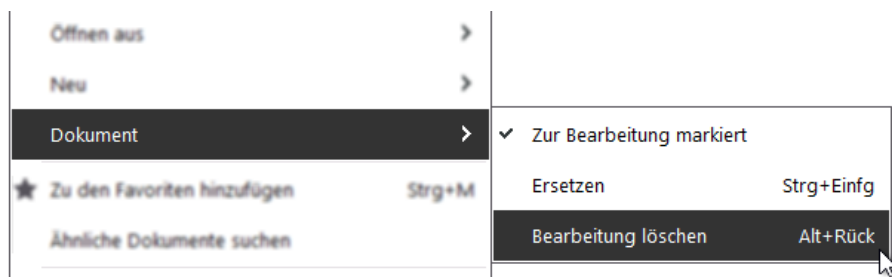 Öffnen aus
Neu
Dokument
Zu den Favoriten hinzufügen Strg+M
Ähnliche Dokumente suchen
Zur Bearbeitung markiert
Ersetzen Strg+Einfg
Bearbeitung löschen Alt+Rück